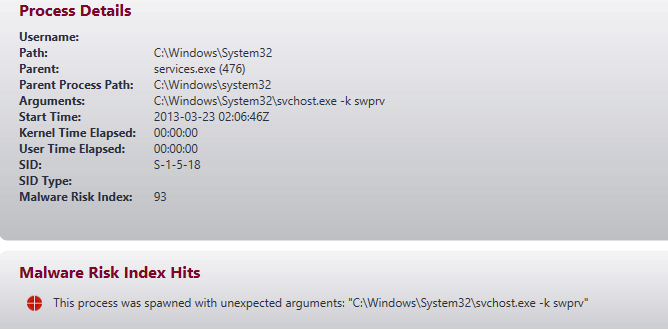 Process Details
Username:
Path: C:\Windows\System32
Parent: services.exe (476)
Parent Process Path: C:\Windows\system32
Arguments: C:\Windows\System32\svchost.exe -k swprv
Start Time: 2013-03-23 02:06:46Z
Kernel Time Elapsed: 00:00:00
User Time Elapsed: 00:00:00
SID: S-1-5-18
SID Type:
Malware Risk Index: 93
Malware Risk Index Hits
This process was spawned with unexpected arguments: "C:\Windows\System32\svchost.exe -k swprv"